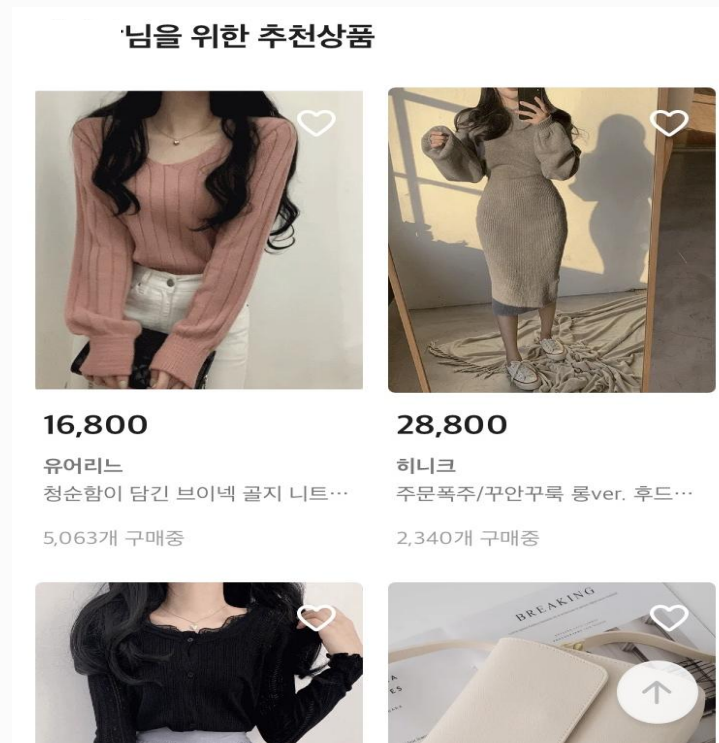 님을 위한 추천상품
16,800
28,800
유어리느
히니크
청순함이 담긴 브이넥 골지 니트…
주문폭주/꾸안꾸룩 롱ver. 후드…
5,063개 구매중
2,340개 구매중
BREAKING